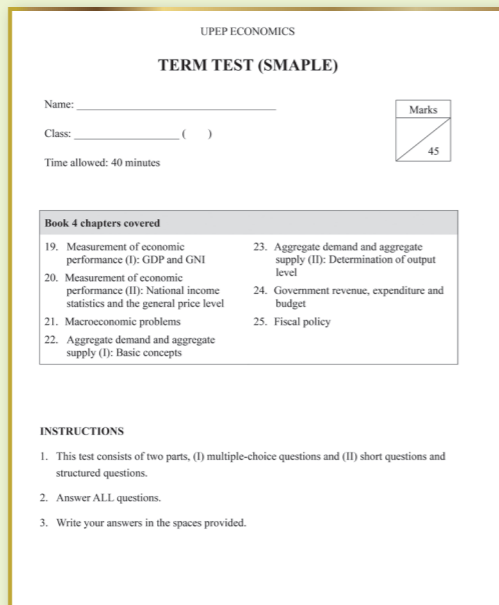 UPEP ECONOMICS
TERM TEST (SMAPLE)
Name: ____________________
Class: ____________________ (  )
Time allowed: 40 minutes
Marks
45
Book 4 chapters covered
19. Measurement of economic
performance (I): GDP and GNI
20. Measurement of economic
performance (II): National income
statistics and the general price level
21. Macroeconomic problems
22. Aggregate demand and aggregate
supply (I): Basic concepts
23. Aggregate demand and aggregate
supply (II): Determination of output
level
24. Government revenue, expenditure and
budget
25. Fiscal policy
INSTRUCTIONS
1. This test consists of two parts, (I) multiple-choice questions and (II) short questions and
structured questions.
2. Answer ALL questions.
3. Write your answers in the spaces provided.